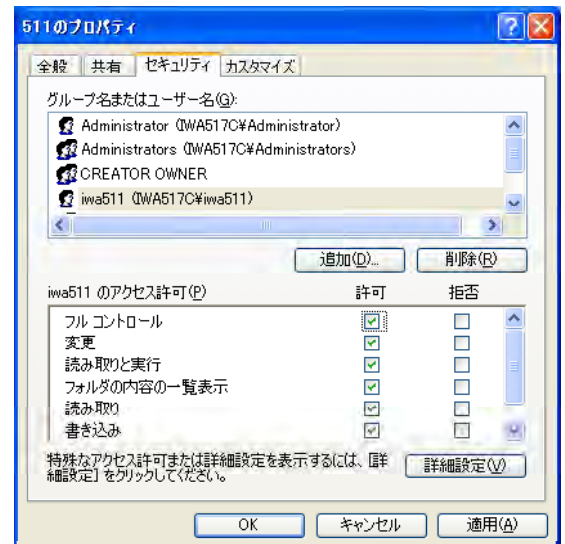 511のプロパティ
全般 共有 セキュリティ カスタマイズ
グループ名またはユーザー名(G):
Administrator (IWA517C¥Administrator)
Administrators (IWA517C¥Administrators)
CREATOR OWNER
iwa511 (IWA517C¥iwa511)
追加(D)... 削除(R)
iwa511 のアクセス許可(P) 許可 拒否
フル コントロール
変更
読み取りと実行
フォルダの内容の一覧表示
読み取り
書き込み
特殊なアクセス許可または詳細設定を表示するには、[詳
細設定] をクリックしてください。
詳細設定(V)
OK キャンセル 適用(A)